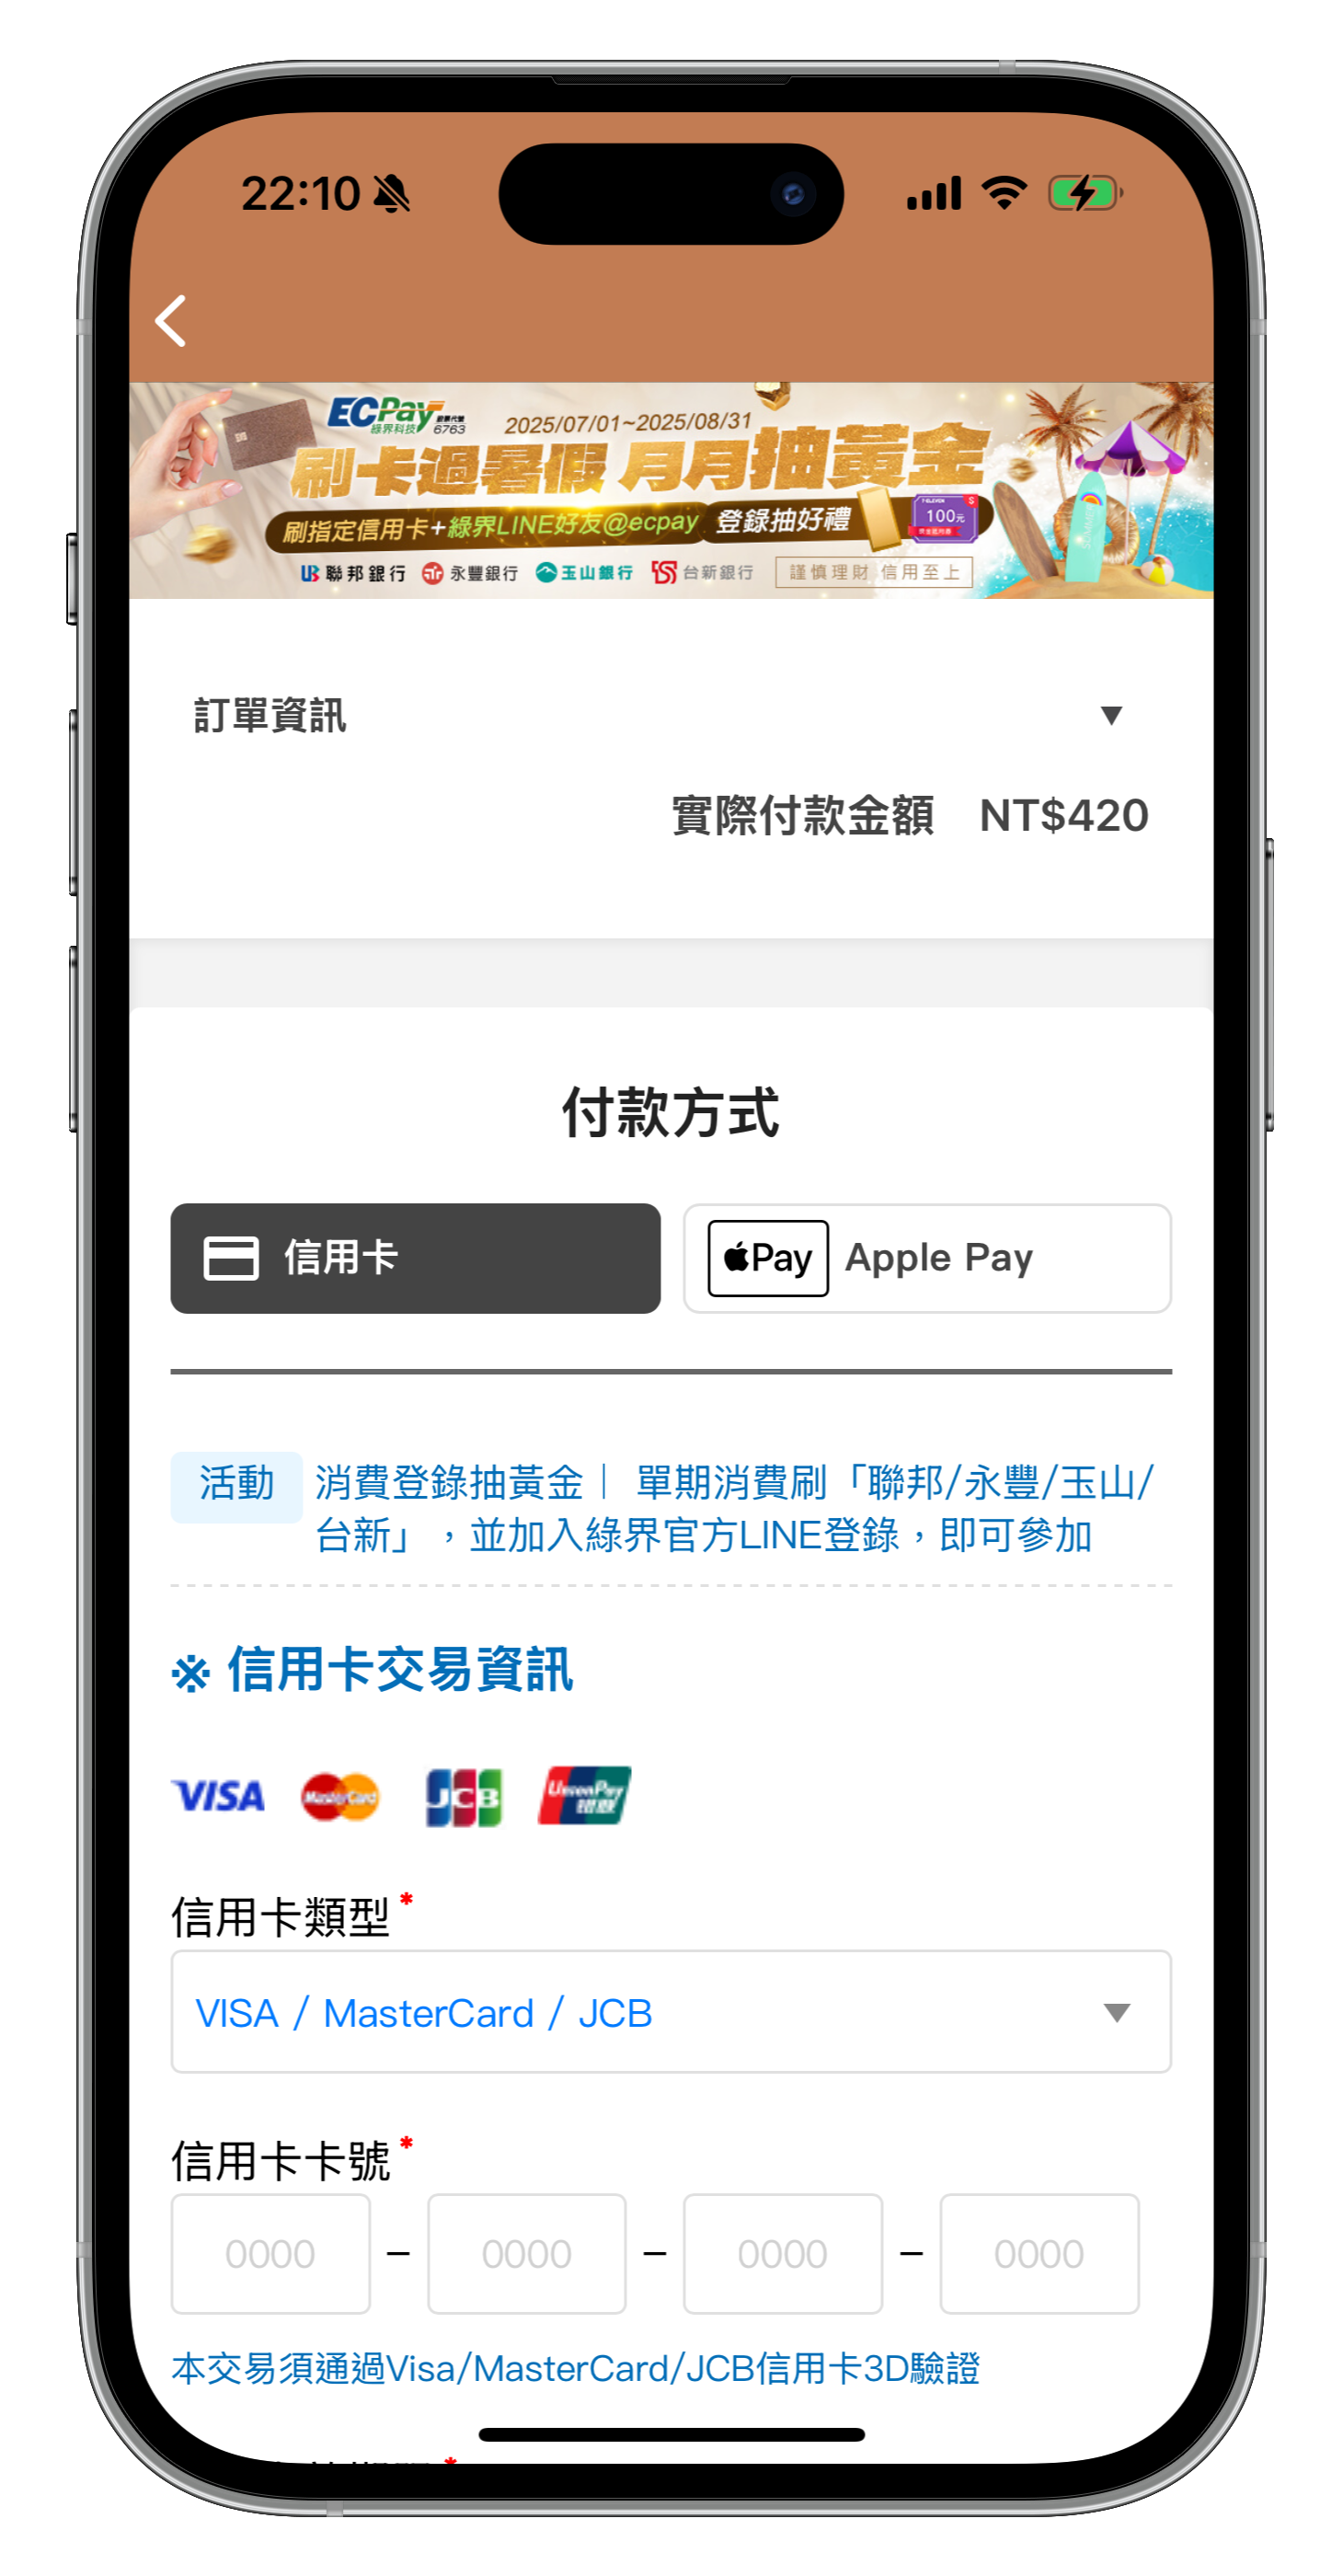 22:10
ECPay
綠界科技 6763
2025/07/01~2025/08/31
刷卡過暑假 月月抽黃金
刷指定信用卡+綠界LINE好友@ecpay 登錄抽好禮
7-ELEVEN
100元
聯邦銀行 永豐銀行 玉山銀行 台新銀行 謹慎理財 信用至上
訂單資訊 ▼
實際付款金額 NT$420
付款方式
信用卡
Pay Apple Pay
活動 消費登錄抽黃金｜ 單期消費刷「聯邦/永豐/玉山/
台新」，並加入綠界官方LINE登錄，即可參加
※ 信用卡交易資訊
VISA MasterCard JCB UnionPay 银联
信用卡類型*
VISA / MasterCard / JCB
信用卡卡號*
0000 – 0000 – 0000 – 0000
本交易須通過Visa/MasterCard/JCB信用卡3D驗證